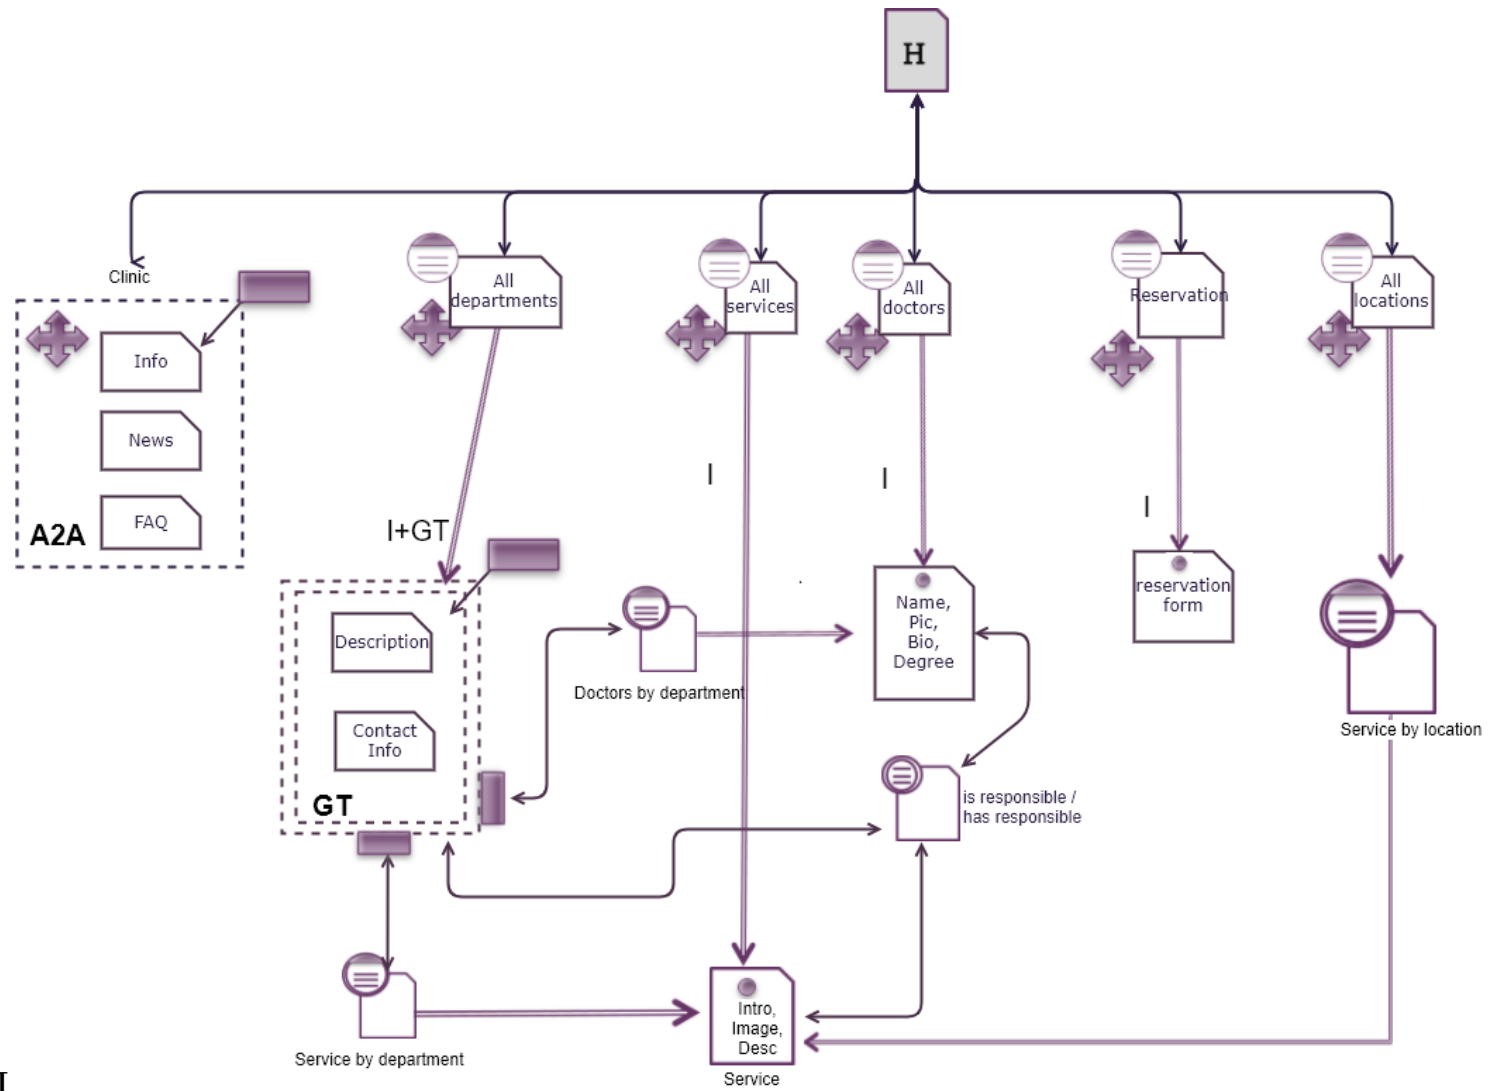 H
Clinic
All
departments
All
services
All
doctors
Reservation
All
locations
Info
News
FAQ
A2A
I+GT
I
I
I
Description
Contact
Info
GT
Doctors by department
Name,
Pic,
Bio,
Degree
reservation
form
Service by location
is responsible /
has responsible
Service by department
Intro,
Image,
Desc
Service
I